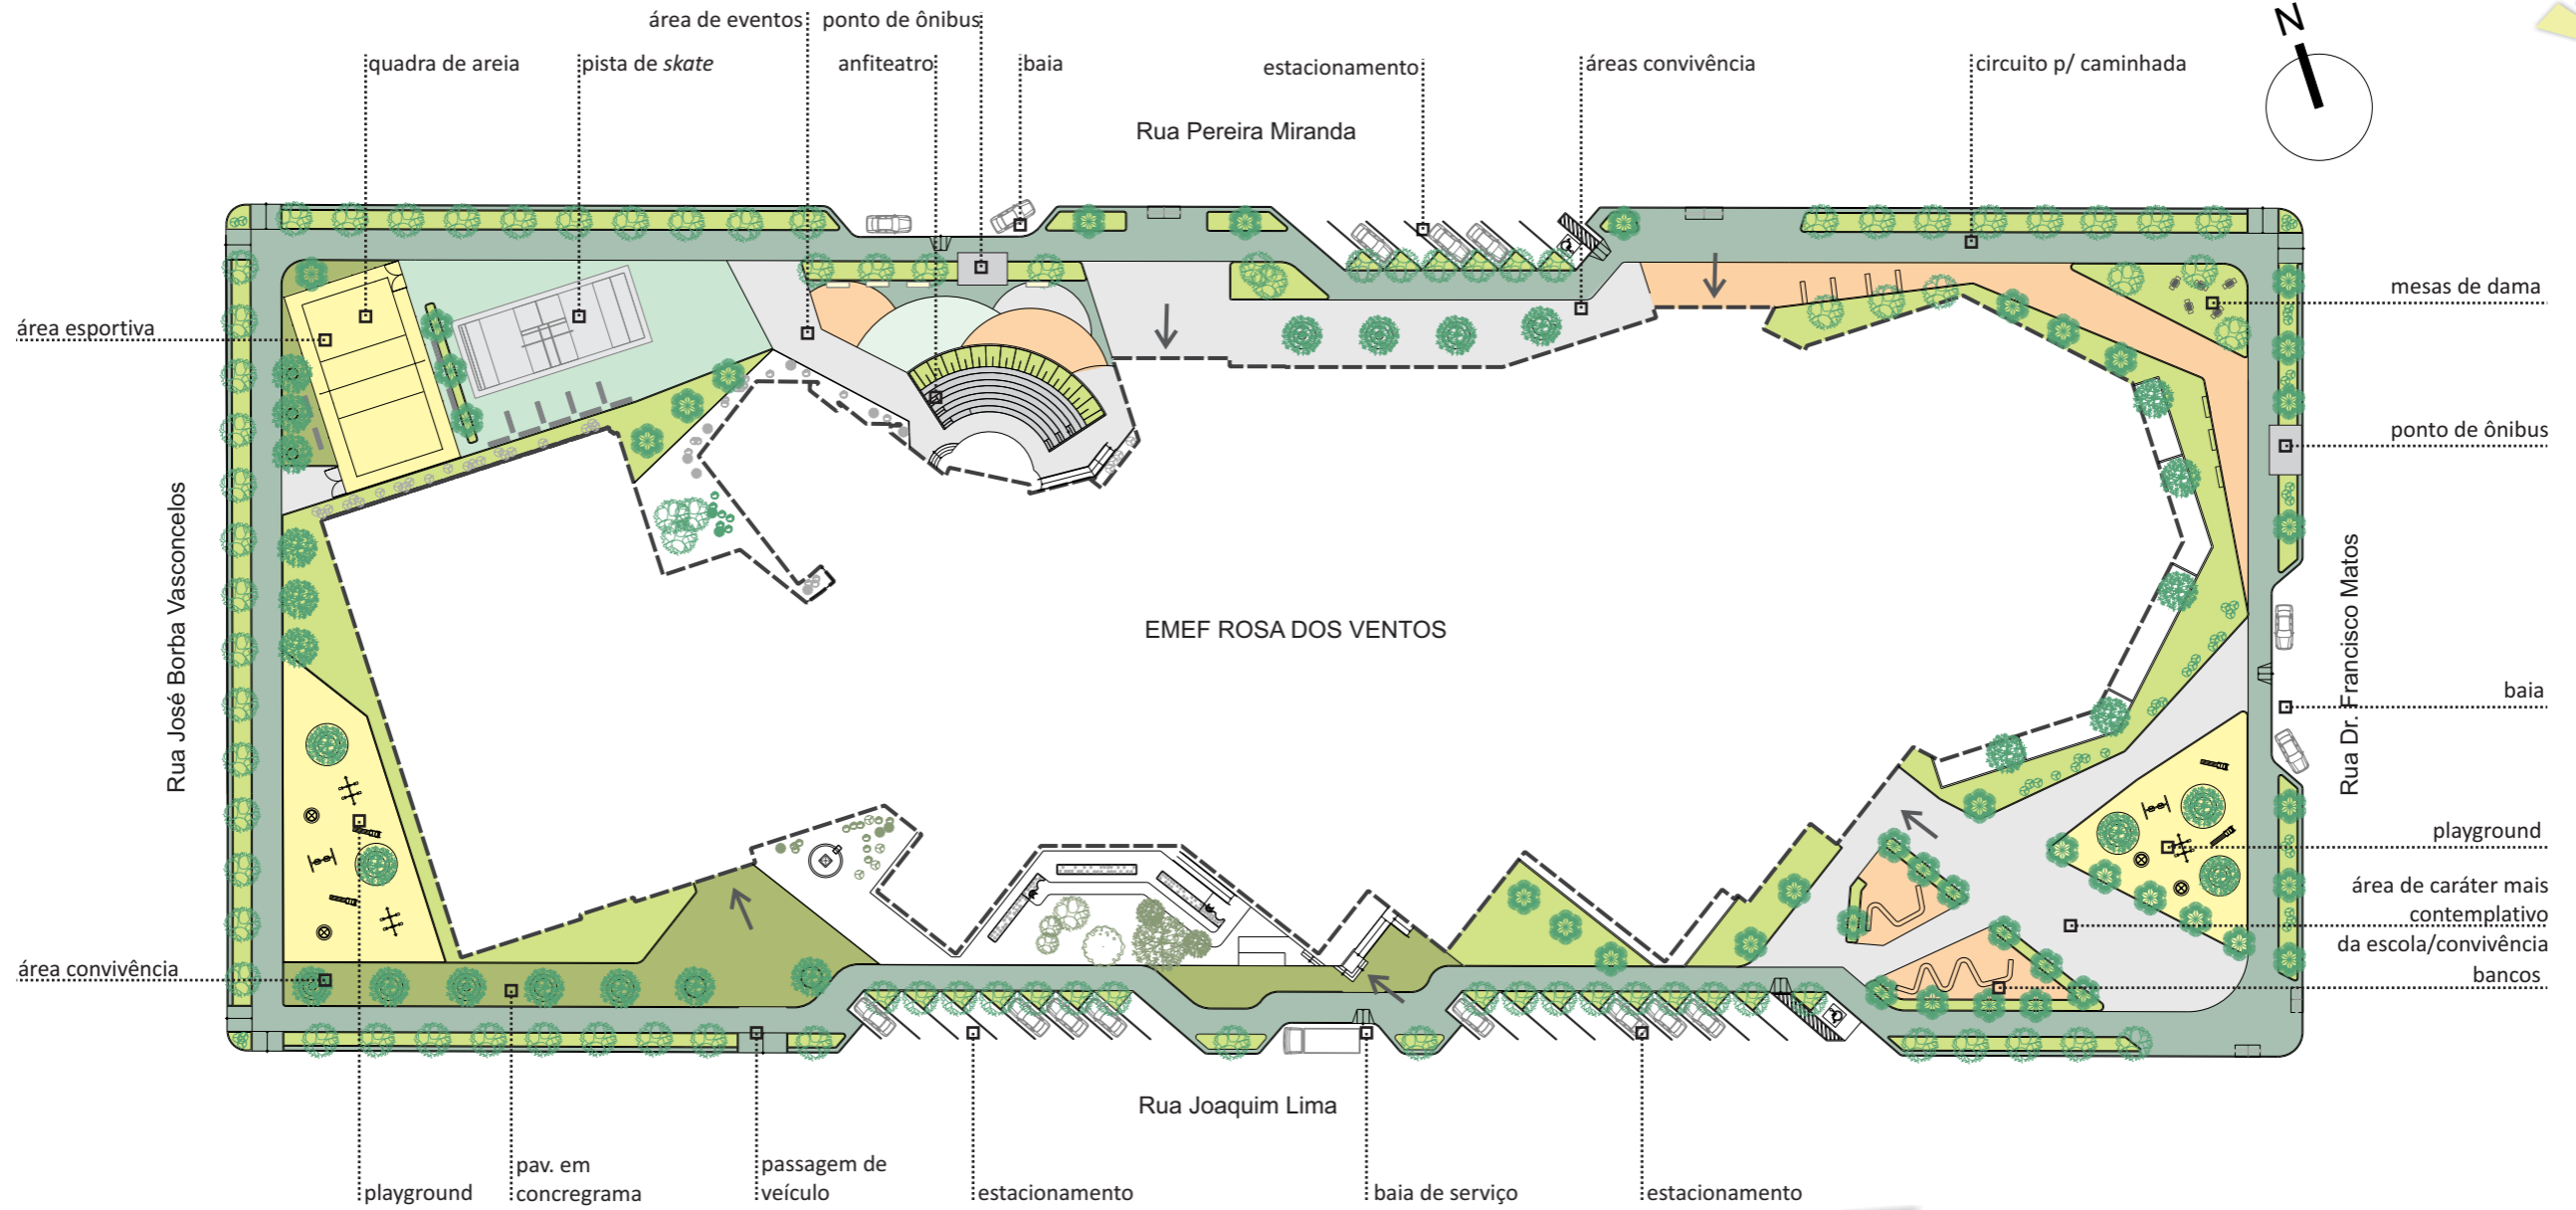 área de eventos
ponto de ônibus
quadra de areia
pista de skate
anfiteatro
baia
estacionamento
áreas convivência
circuito p/ caminhada
N
Rua Pereira Miranda
área esportiva
mesas de dama
ponto de ônibus
Rua José Borba Vasconcelos
EMEF ROSA DOS VENTOS
Rua Dr. Francisco Matos
baia
playground
área de caráter mais
contemplativo
da escola/convivência
bancos
área convivência
Rua Joaquim Lima
playground
pav. em
concregrama
passagem de
veículo
estacionamento
baia de serviço
estacionamento